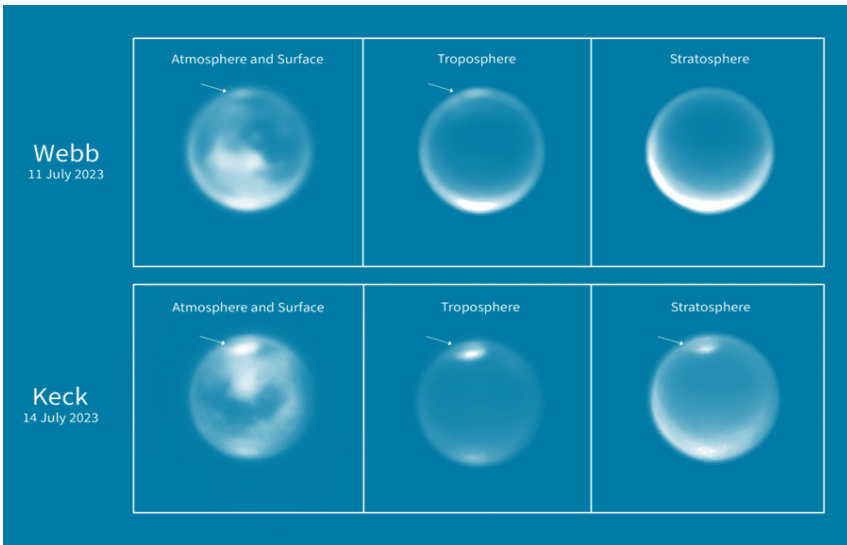 Atmosphere and Surface
Troposphere
Stratosphere
Webb
11 July 2023
Atmosphere and Surface
Troposphere
Stratosphere
Keck
14 July 2023